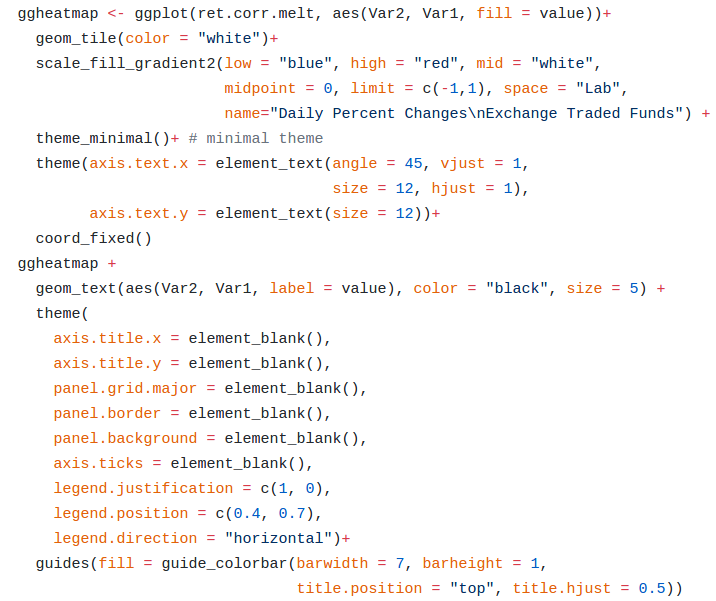 ggheatmap <- ggplot(ret.corr.melt, aes(Var2, Var1, fill = value))+
  geom_tile(color = "white")+
  scale_fill_gradient2(low = "blue", high = "red", mid = "white",
                       midpoint = 0, limit = c(-1,1), space = "Lab",
                       name="Daily Percent Changes\nExchange Traded Funds") +
  theme_minimal()+ # minimal theme
  theme(axis.text.x = element_text(angle = 45, vjust = 1,
                                   size = 12, hjust = 1),
        axis.text.y = element_text(size = 12))+
  coord_fixed()
ggheatmap +
  geom_text(aes(Var2, Var1, label = value), color = "black", size = 5) +
  theme(
    axis.title.x = element_blank(),
    axis.title.y = element_blank(),
    panel.grid.major = element_blank(),
    panel.border = element_blank(),
    panel.background = element_blank(),
    axis.ticks = element_blank(),
    legend.justification = c(1, 0),
    legend.position = c(0.4, 0.7),
    legend.direction = "horizontal")+
  guides(fill = guide_colorbar(barwidth = 7, barheight = 1,
                               title.position = "top", title.hjust = 0.5))